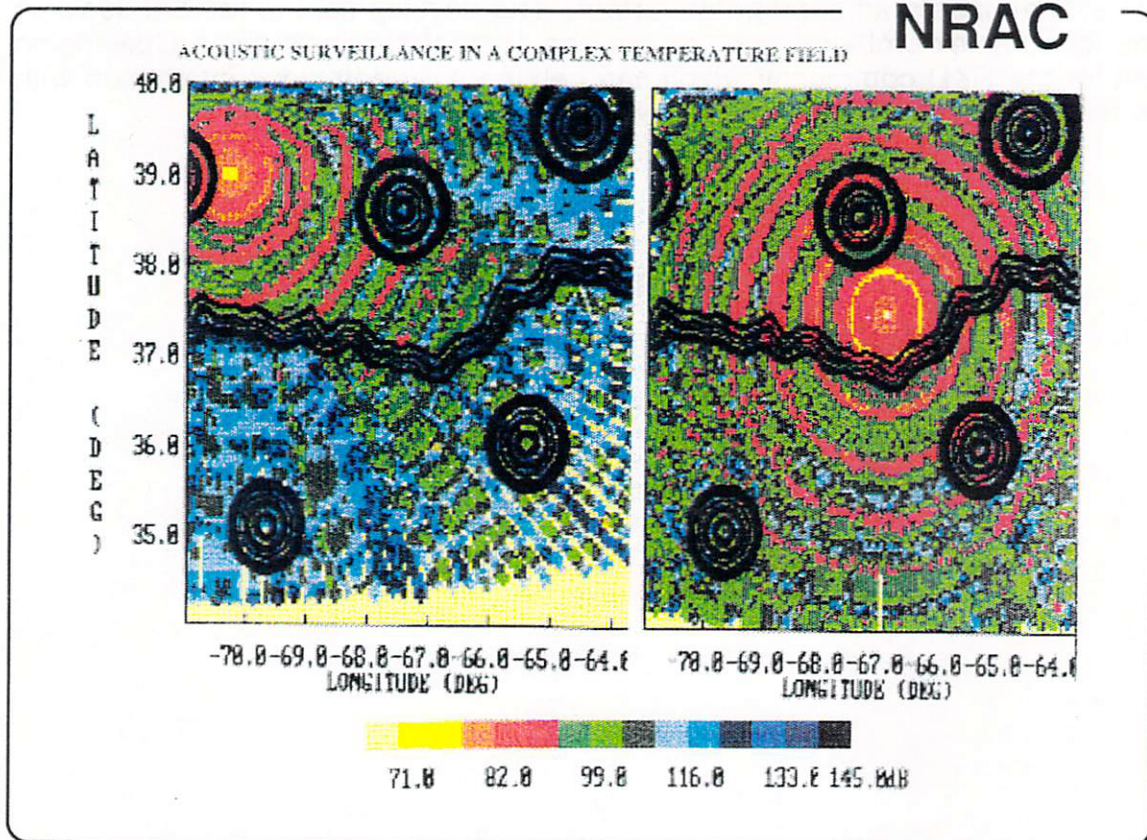 NRAC
ACOUSTIC SURVEILLANCE IN A COMPLEX TEMPERATURE FIELD
LATITUDE (DEG)
40.0
39.0
38.0
37.0
36.0
35.0
-70.0 -69.0 -68.0 -67.0 -66.0 -65.0 -64.0
LONGITUDE (DEG)
-70.0 -69.0 -68.0 -67.0 -66.0 -65.0 -64.0
LONGITUDE (DEG)
71.0 82.0 99.0 116.0 133.0 145.0dB